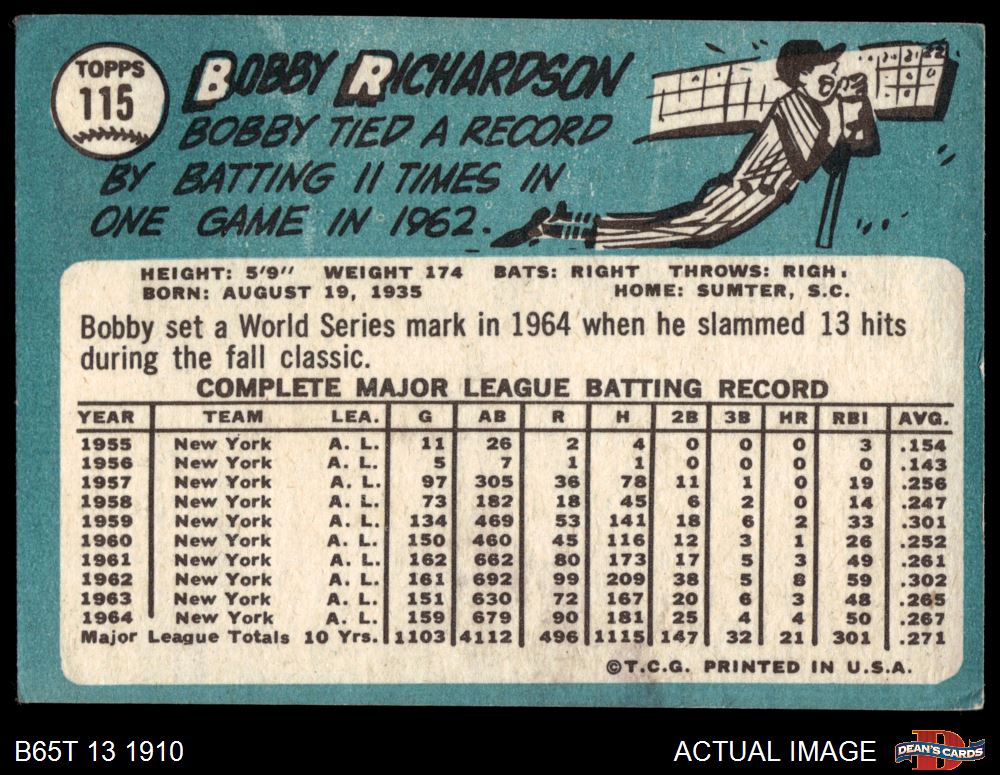 TOPPS
115
BOBBY RICHARDSON
BOBBY TIED A RECORD
BY BATTING 11 TIMES IN
ONE GAME IN 1962.
HEIGHT: 5'9" WEIGHT 174 BATS: RIGHT THROWS: RIGH.
BORN: AUGUST 19, 1935 HOME: SUMTER, S.C.
Bobby set a World Series mark in 1964 when he slammed 13 hits
during the fall classic.
COMPLETE MAJOR LEAGUE BATTING RECORD
YEAR TEAM LEA. G AB R H 2B 3B HR RBI AVG.
1955 New York A. L. 11 26 2 4 0 0 0 3 .154
1956 New York A. L. 5 7 1 1 0 0 0 0 .143
1957 New York A. L. 97 305 36 78 11 1 0 19 .256
1958 New York A. L. 73 182 18 45 6 2 0 14 .247
1959 New York A. L. 134 469 53 141 18 6 2 33 .301
1960 New York A. L. 150 460 45 116 12 3 1 26 .252
1961 New York A. L. 162 662 80 173 17 5 3 49 .261
1962 New York A. L. 161 692 99 209 38 5 8 59 .302
1963 New York A. L. 151 630 72 167 20 6 3 48 .265
1964 New York A. L. 159 679 90 181 25 4 4 50 .267
Major League Totals 10 Yrs. 1103 4112 496 1115 147 32 21 301 .271
©T.C.G. PRINTED IN U.S.A.
B65T 13 1910 ACTUAL IMAGE
DEAN'S CARDS